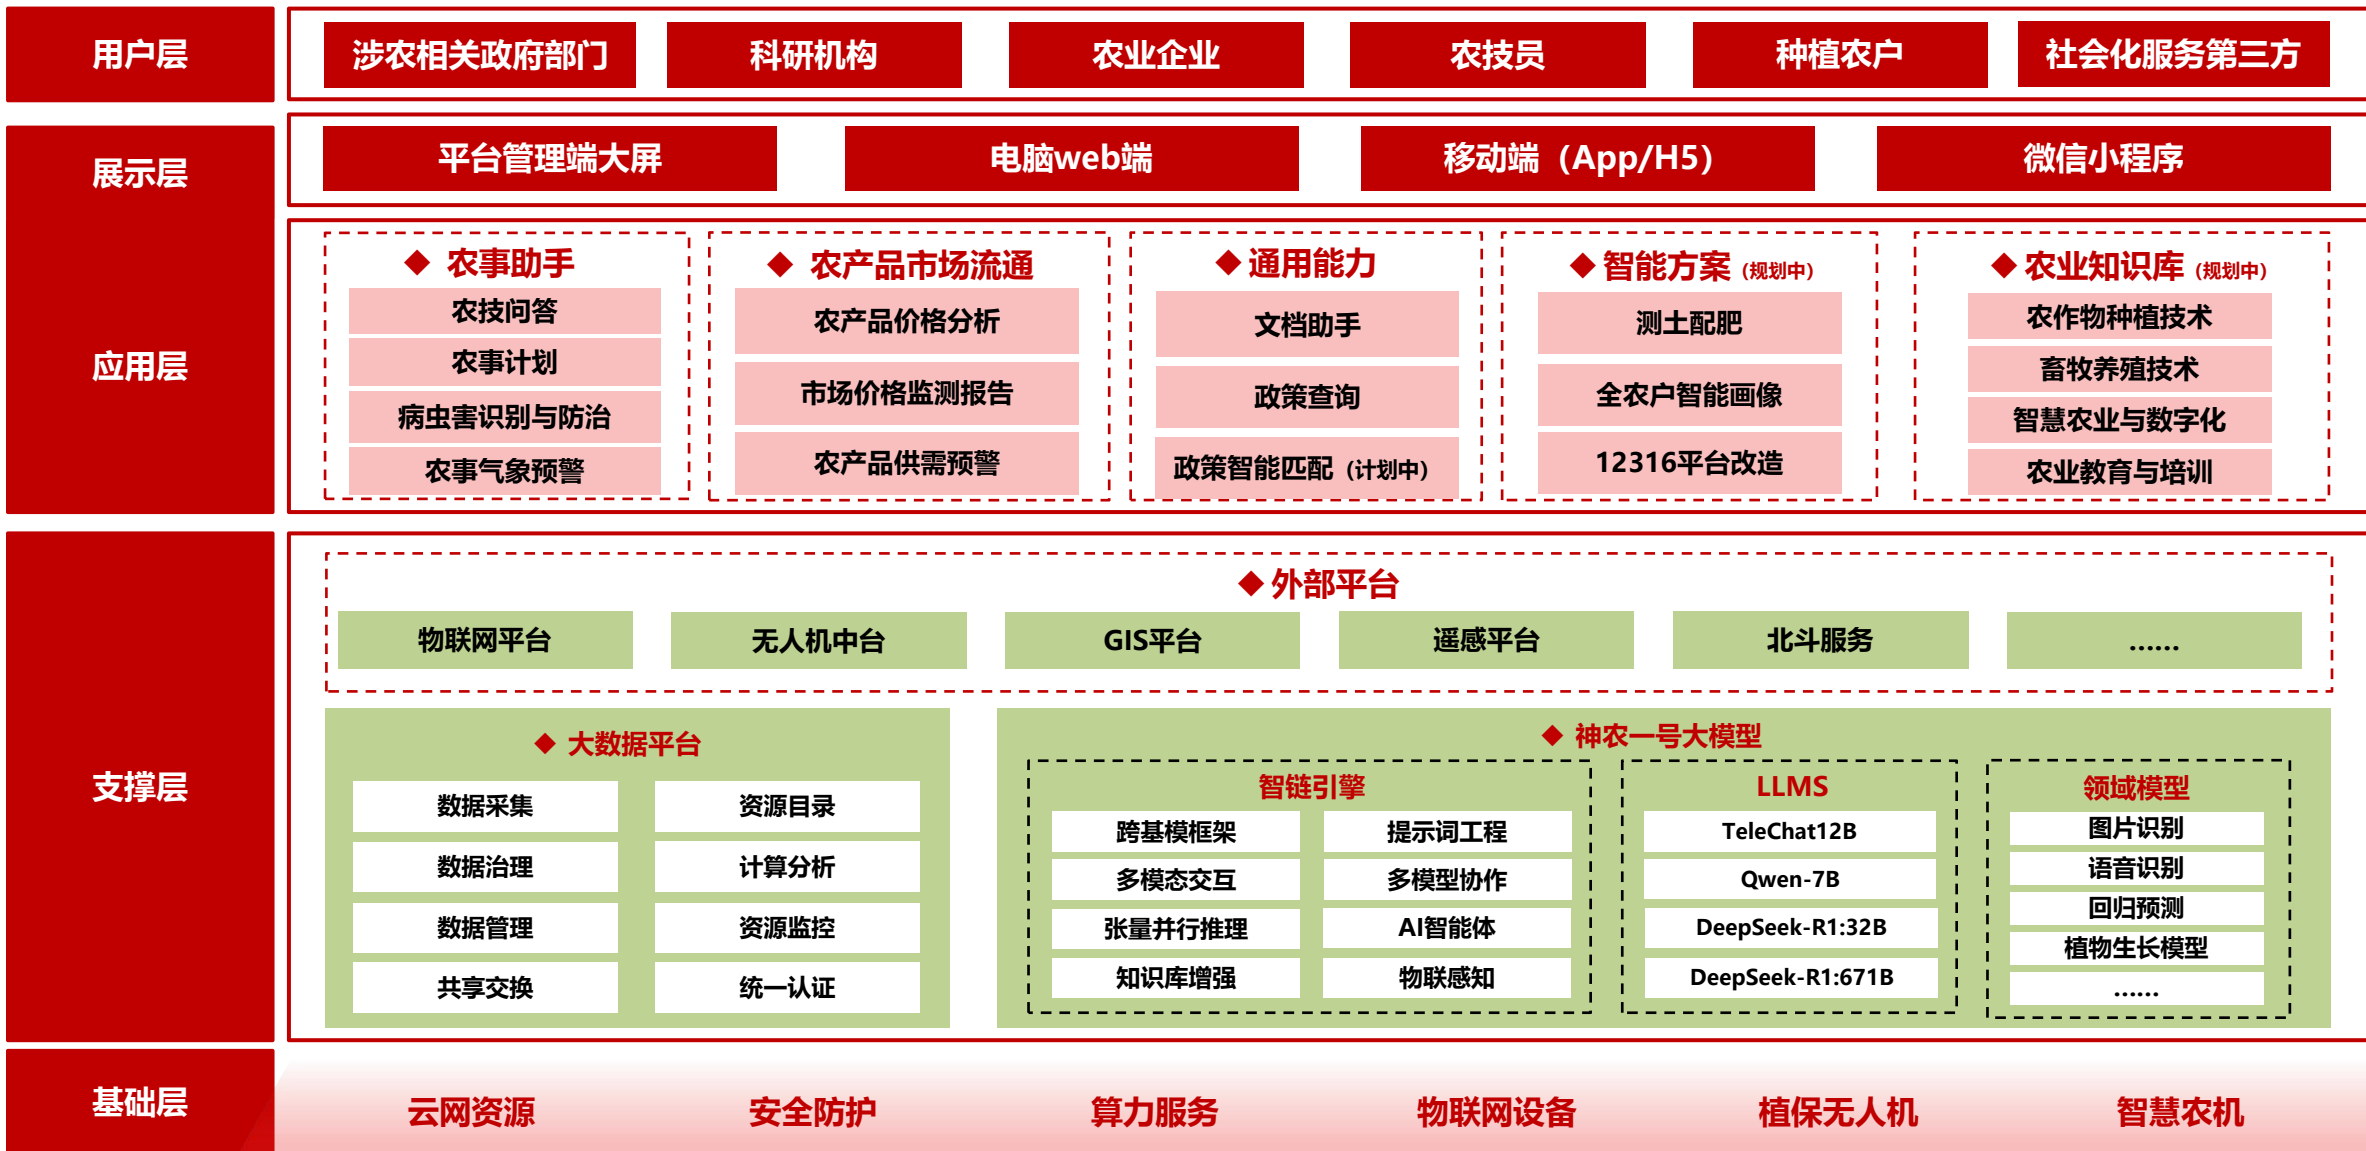 用户层
涉农相关政府部门
科研机构
农业企业
农技员
种植农户
社会化服务第三方
展示层
平台管理端大屏
电脑web端
移动端（App/H5）
微信小程序
应用层
◆ 农事助手
农技问答
农事计划
病虫害识别与防治
农事气象预警
◆ 农产品市场流通
农产品价格分析
市场价格监测报告
农产品供需预警
◆ 通用能力
文档助手
政策查询
政策智能匹配（计划中）
◆ 智能方案（规划中）
测土配肥
全农户智能画像
12316平台改造
◆ 农业知识库（规划中）
农作物种植技术
畜牧养殖技术
智慧农业与数字化
农业教育与培训
支撑层
◆ 外部平台
物联网平台
无人机中台
GIS平台
遥感平台
北斗服务
......
◆ 大数据平台
数据采集
资源目录
数据治理
计算分析
数据管理
资源监控
共享交换
统一认证
◆ 神农一号大模型
智链引擎
跨基模框架
提示词工程
多模态交互
多模型协作
张量并行推理
AI智能体
知识库增强
物联感知
LLMS
TeleChat12B
Qwen-7B
DeepSeek-R1:32B
DeepSeek-R1:671B
领域模型
图片识别
语音识别
回归预测
植物生长模型
......
基础层
云网资源
安全防护
算力服务
物联网设备
植保无人机
智慧农机